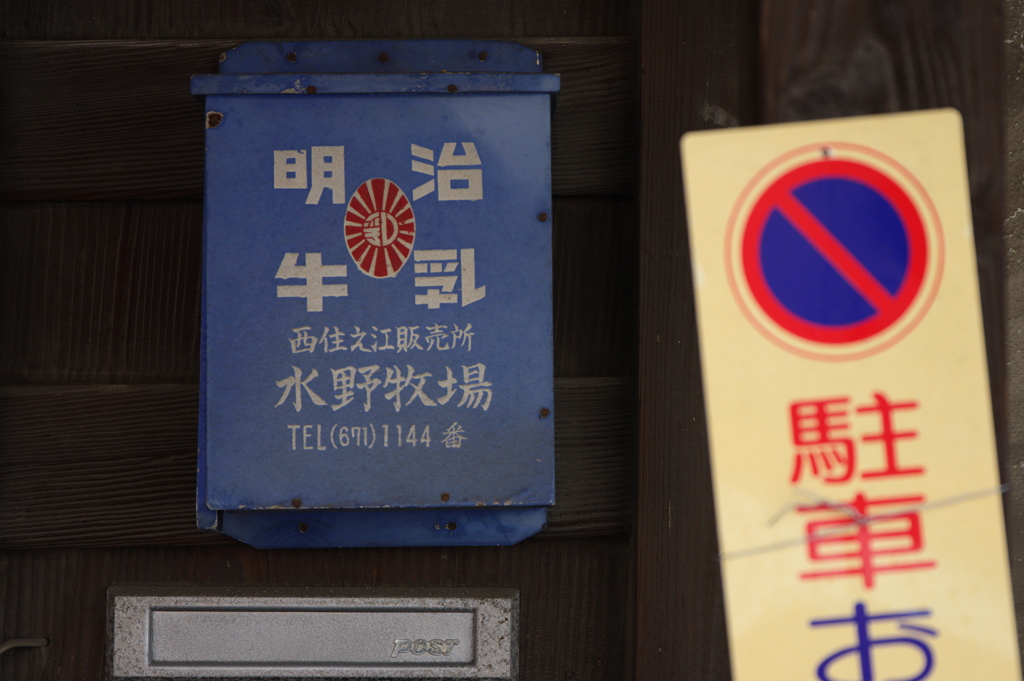 明治
牛乳
西住之江販売所
水野牧場
TEL(671)1144番
POST
駐
車
お